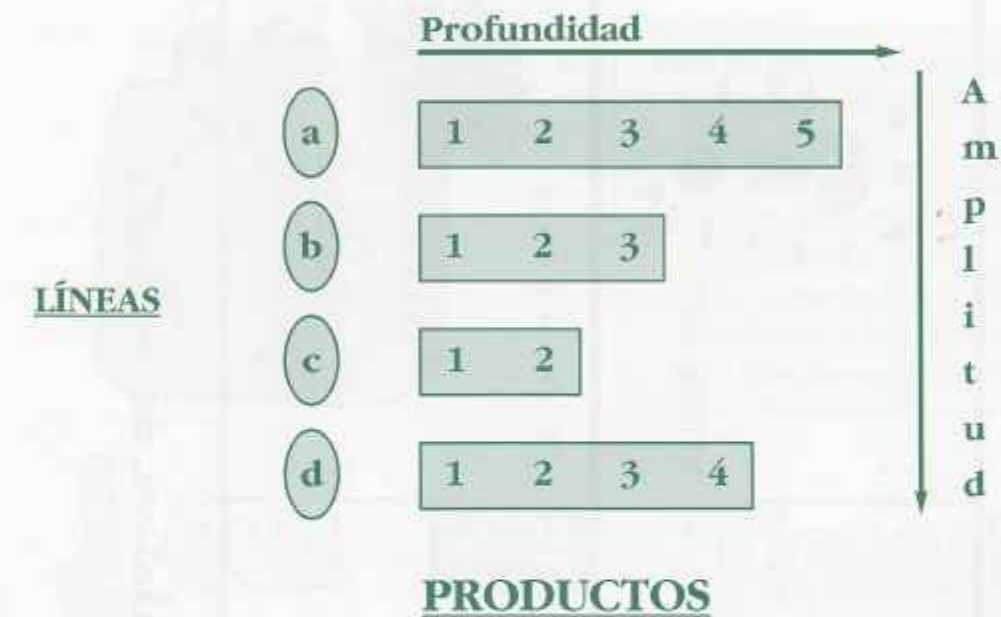 Profundidad
a 1 2 3 4 5
b 1 2 3
LÍNEAS
c 1 2
d 1 2 3 4
Amplitud
PRODUCTOS